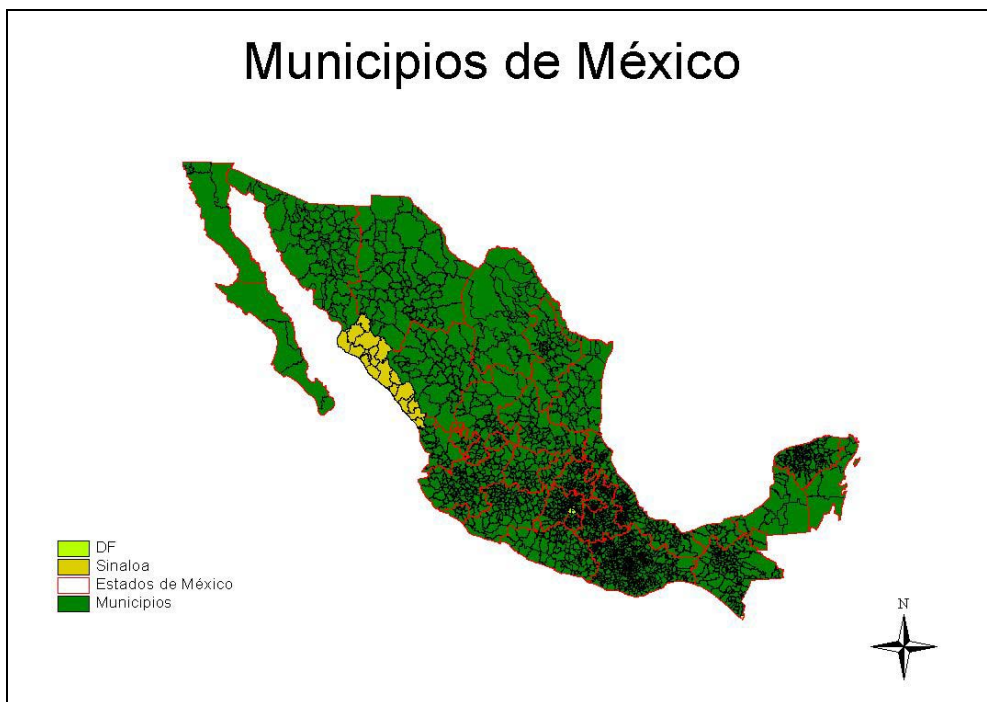 Municipios de México
DF
Sinaloa
Estados de México
Municipios
N